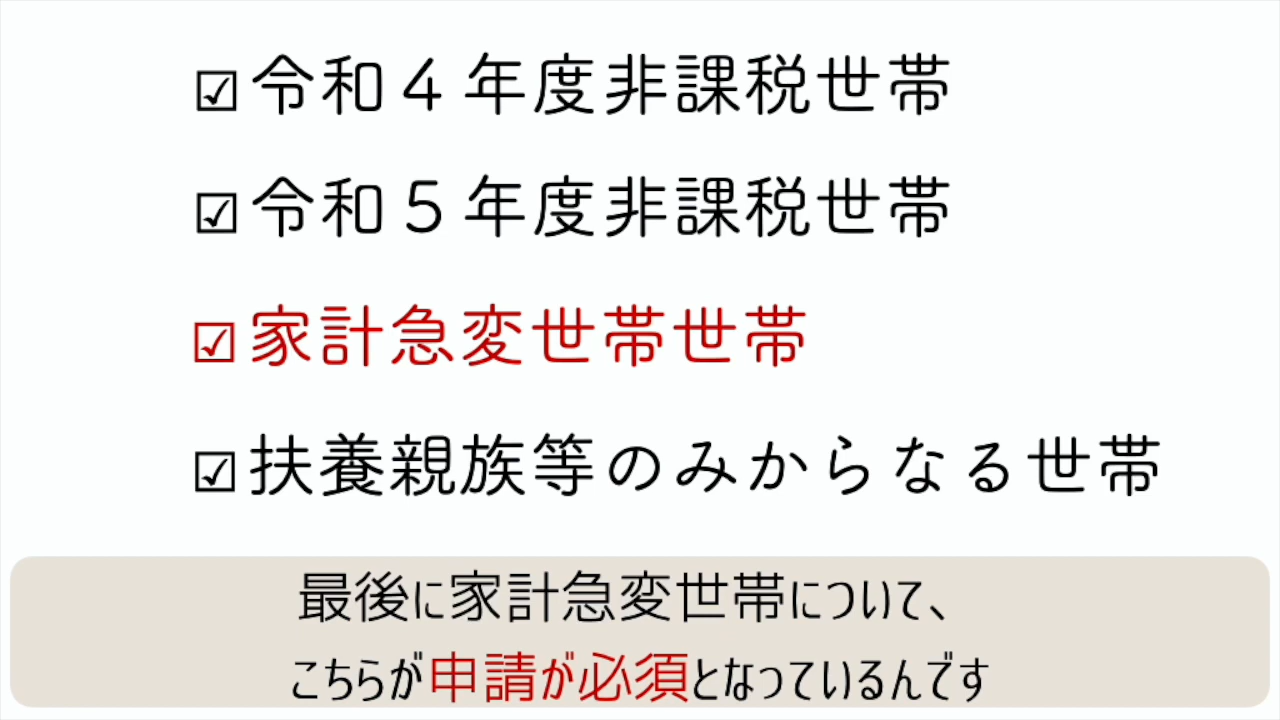 ☑令和４年度非課税世帯
☑令和５年度非課税世帯
☑家計急変世帯世帯
☑扶養親族等のみからなる世帯
最後に家計急変世帯について、
こちらが申請が必須となっているんです